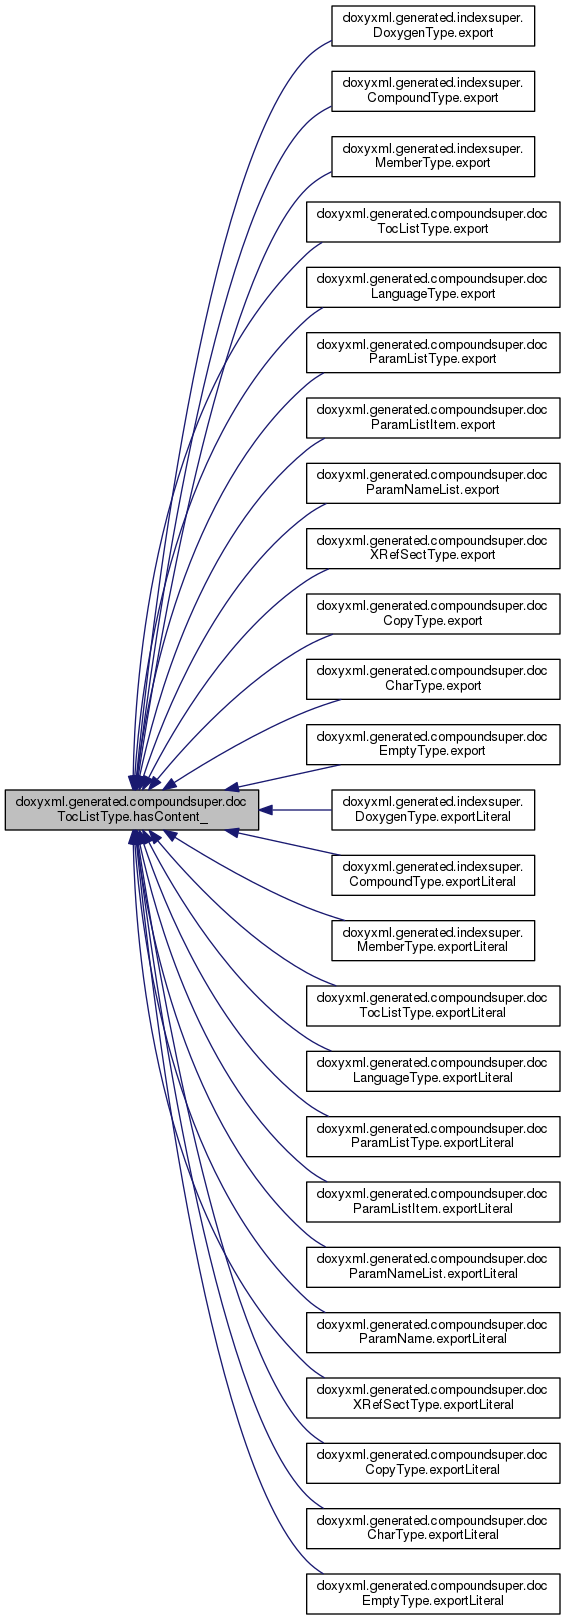 doxyxml.generated.indexsuper.
DoxygenType.export
doxyxml.generated.indexsuper.
CompoundType.export
doxyxml.generated.indexsuper.
MemberType.export
doxyxml.generated.compoundsuper.doc
TocListType.export
doxyxml.generated.compoundsuper.doc
LanguageType.export
doxyxml.generated.compoundsuper.doc
ParamListType.export
doxyxml.generated.compoundsuper.doc
ParamListItem.export
doxyxml.generated.compoundsuper.doc
ParamNameList.export
doxyxml.generated.compoundsuper.doc
XRefSectType.export
doxyxml.generated.compoundsuper.doc
CopyType.export
doxyxml.generated.compoundsuper.doc
CharType.export
doxyxml.generated.compoundsuper.doc
EmptyType.export
doxyxml.generated.compoundsuper.doc
TocListType.hasContent_
doxyxml.generated.indexsuper.
DoxygenType.exportLiteral
doxyxml.generated.indexsuper.
CompoundType.exportLiteral
doxyxml.generated.indexsuper.
MemberType.exportLiteral
doxyxml.generated.compoundsuper.doc
TocListType.exportLiteral
doxyxml.generated.compoundsuper.doc
LanguageType.exportLiteral
doxyxml.generated.compoundsuper.doc
ParamListType.exportLiteral
doxyxml.generated.compoundsuper.doc
ParamListItem.exportLiteral
doxyxml.generated.compoundsuper.doc
ParamNameList.exportLiteral
doxyxml.generated.compoundsuper.doc
ParamName.exportLiteral
doxyxml.generated.compoundsuper.doc
XRefSectType.exportLiteral
doxyxml.generated.compoundsuper.doc
CopyType.exportLiteral
doxyxml.generated.compoundsuper.doc
CharType.exportLiteral
doxyxml.generated.compoundsuper.doc
EmptyType.exportLiteral